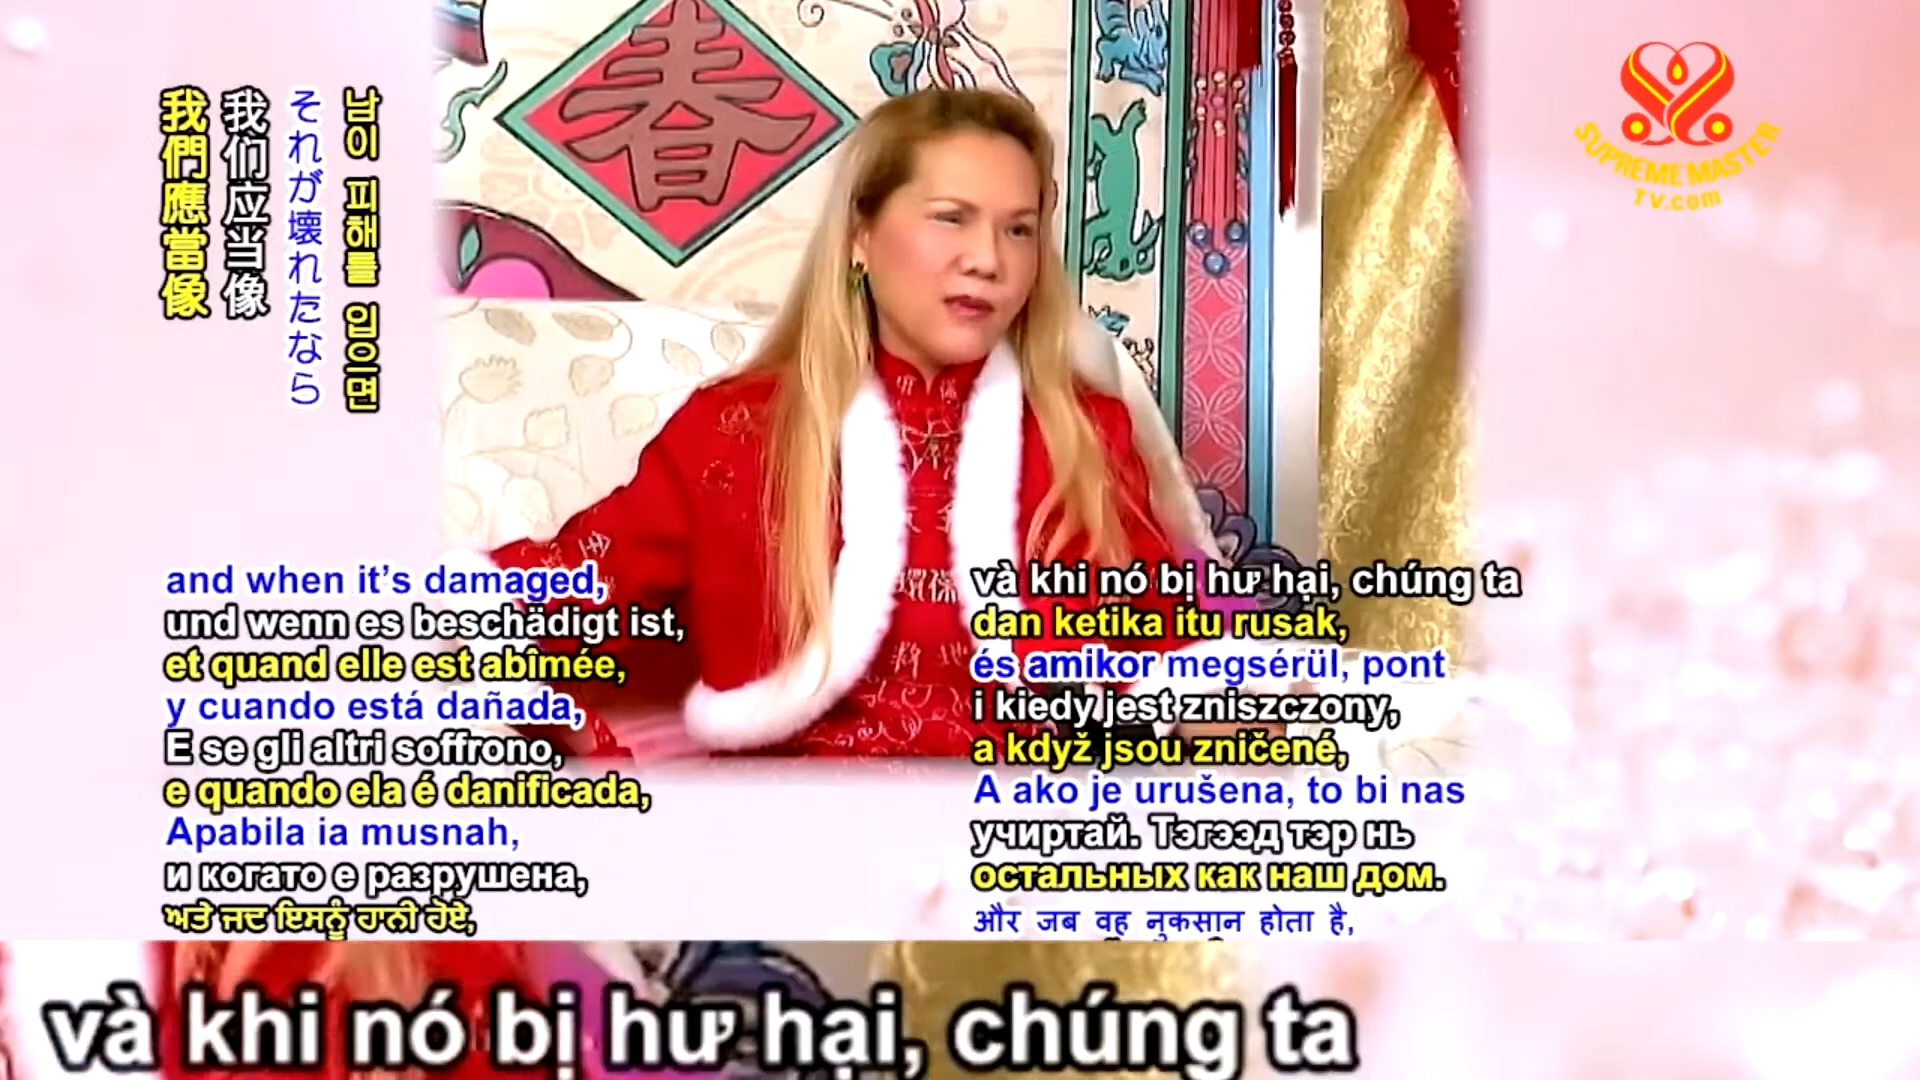 春
SUPREME MASTER
TV.com
我們應當像
我们应当像
それが壊れたなら
남이 피해를 입으면
and when it’s damaged,
und wenn es beschädigt ist,
et quand elle est abîmée,
y cuando está dañada,
E se gli altri soffrono,
e quando ela é danificada,
Apabila ia musnah,
и когато е разрушена,
ਅਤੇ ਜਦ ਇਸਨੂੰ ਹਾਨੀ ਹੋਏ,
và khi nó bị hư hại, chúng ta
dan ketika itu rusak,
és amikor megsérül, pont
i kiedy jest zniszczony,
a když jsou zničené,
A ako je urušena, to bi nas
учиртай. Тэгээд тэр нь
остальных как наш дом.
और जब वह नुकसान होता है,
và khi nó bị hư hại, chúng ta